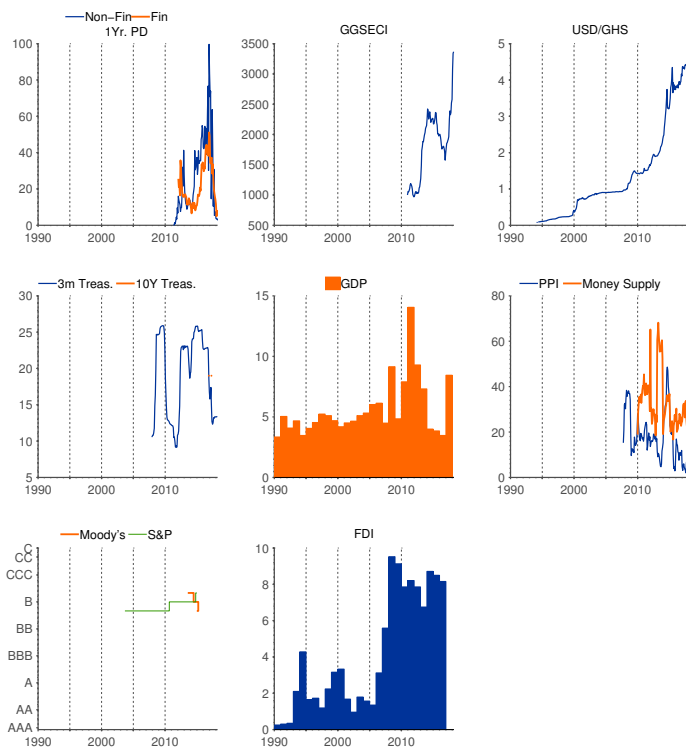 Non−Fin Fin
1Yr. PD
100
80
60
40
20
0
1990 2000 2010
GGSECI
3500
3000
2500
2000
1500
1000
500
1990 2000 2010
USD/GHS
5
4
3
2
1
0
1990 2000 2010
3m Treas. 10Y Treas.
30
25
20
15
10
5
1990 2000 2010
GDP
15
10
5
0
1990 2000 2010
PPI Money Supply
80
60
40
20
0
1990 2000 2010
Moody's S&P
C
CC
CCC
B
BB
BBB
A
AA
AAA
1990 2000 2010
FDI
10
8
6
4
2
0
1990 2000 2010